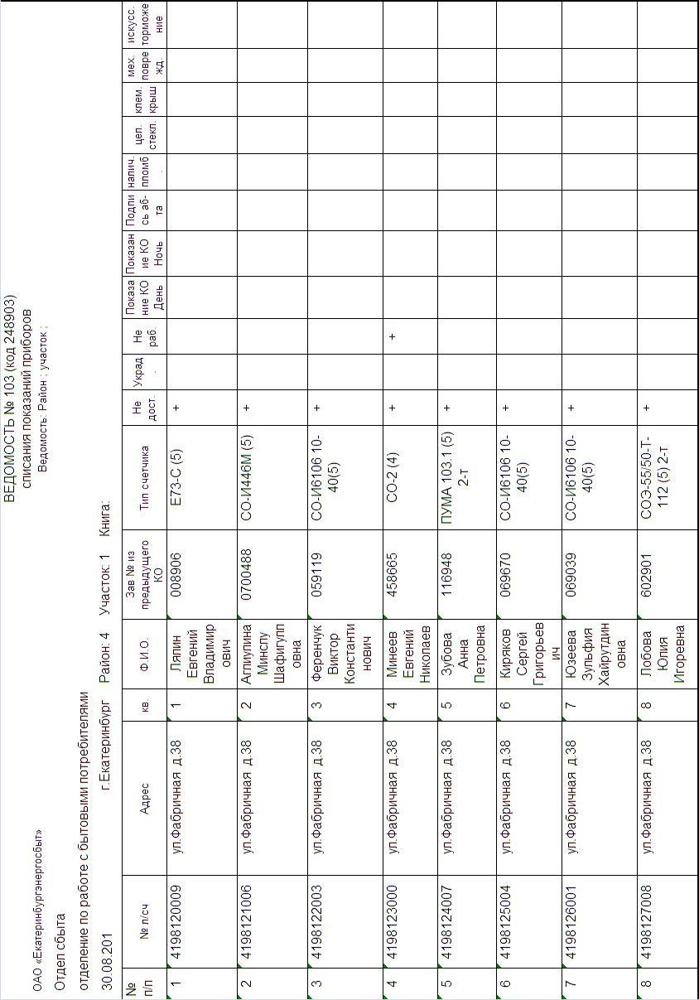 ВЕДОМОСТЬ № 103 (код 248903)
списания показаний приборов
Ведомость: Район ; участок ;
ОАО «Екатеринбургэнергосбыт»
Отдел сбыта
отделение по работе с бытовыми потребителями
30.08.201 г.Екатеринбург Район: 4 Участок: 1 Книга:
№ п/п № л/сч Адрес кв. Ф.И.О. Зав № из предыдущего КО Тип счетчика Не дост. Украд. Не раб. Показание КО День Показание КО Ночь Подпись аб-та налич. пломб. цел. стекл. клем. крыш мех. поврежд. искусс. торможение
1 4198120009 ул.Фабричная д.38 1 Ляпин Евгений Владимирович 008906 Е73-С (5) +
2 4198121006 ул.Фабричная д.38 2 Аглиулина Минслу Шафигулловна 0700488 СО-И446М (5) +
3 4198122003 ул.Фабричная д.38 3 Ференчук Виктор Константинович 059119 СО-И6106 10-40(5) +
4 4198123000 ул.Фабричная д.38 4 Минеев Евгений Николаев 458665 СО-2 (4) + +
5 4198124007 ул.Фабричная д.38 5 Зубова Анна Петровна 116948 ПУМА 103.1 (5) 2-т +
6 4198125004 ул.Фабричная д.38 6 Киряков Сергей Григорьевич 069670 СО-И6106 10-40(5) +
7 4198126001 ул.Фабричная д.38 7 Юзеева Зульфия Хайрутдиновна 069039 СО-И6106 10-40(5) +
8 4198127008 ул.Фабричная д.38 8 Лобова Юлия Игоревна 602901 СОЭ-55/50-Т-112 (5) 2-т +